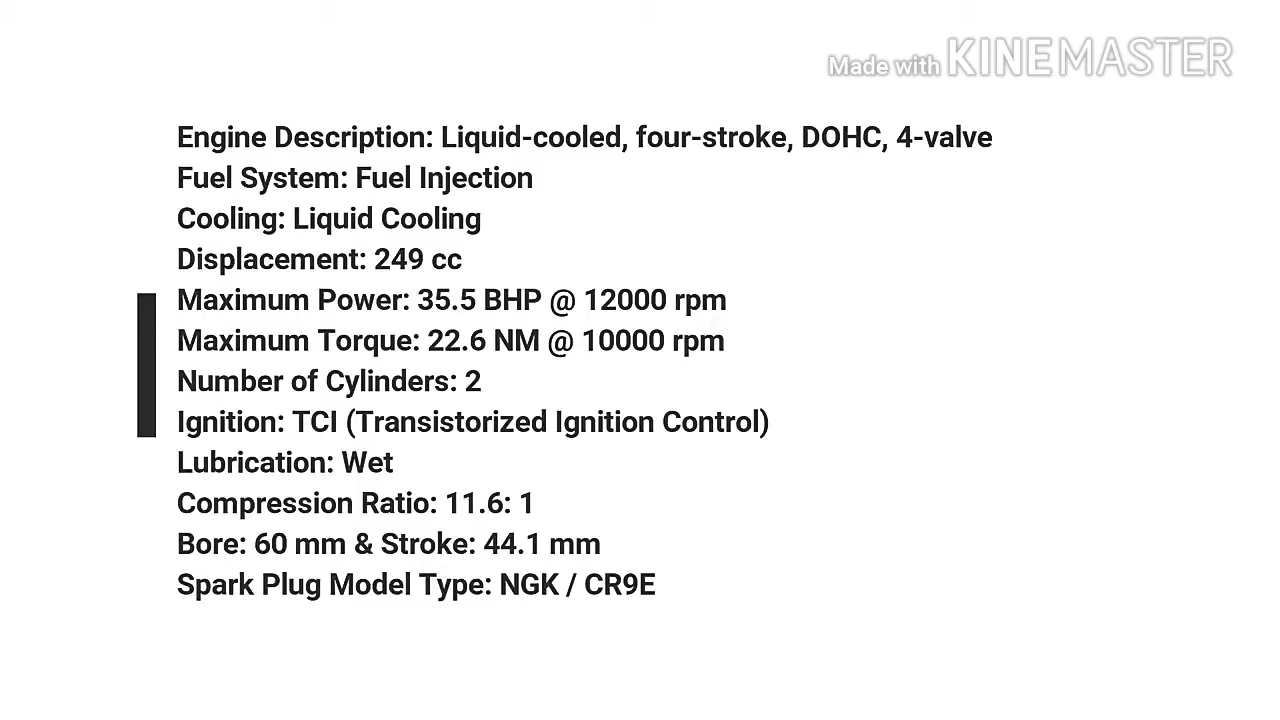 Made with KINEMASTER
Engine Description: Liquid-cooled, four-stroke, DOHC, 4-valve
Fuel System: Fuel Injection
Cooling: Liquid Cooling
Displacement: 249 cc
Maximum Power: 35.5 BHP @ 12000 rpm
Maximum Torque: 22.6 NM @ 10000 rpm
Number of Cylinders: 2
Ignition: TCI (Transistorized Ignition Control)
Lubrication: Wet
Compression Ratio: 11.6: 1
Bore: 60 mm & Stroke: 44.1 mm
Spark Plug Model Type: NGK / CR9E